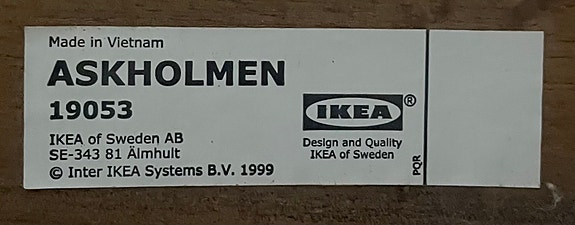 Made in Vietnam
ASKHOLMEN
19053
IKEA of Sweden AB
SE-343 81 Älmhult
© Inter IKEA Systems B.V. 1999
IKEA®
Design and Quality
IKEA of Sweden
PQR